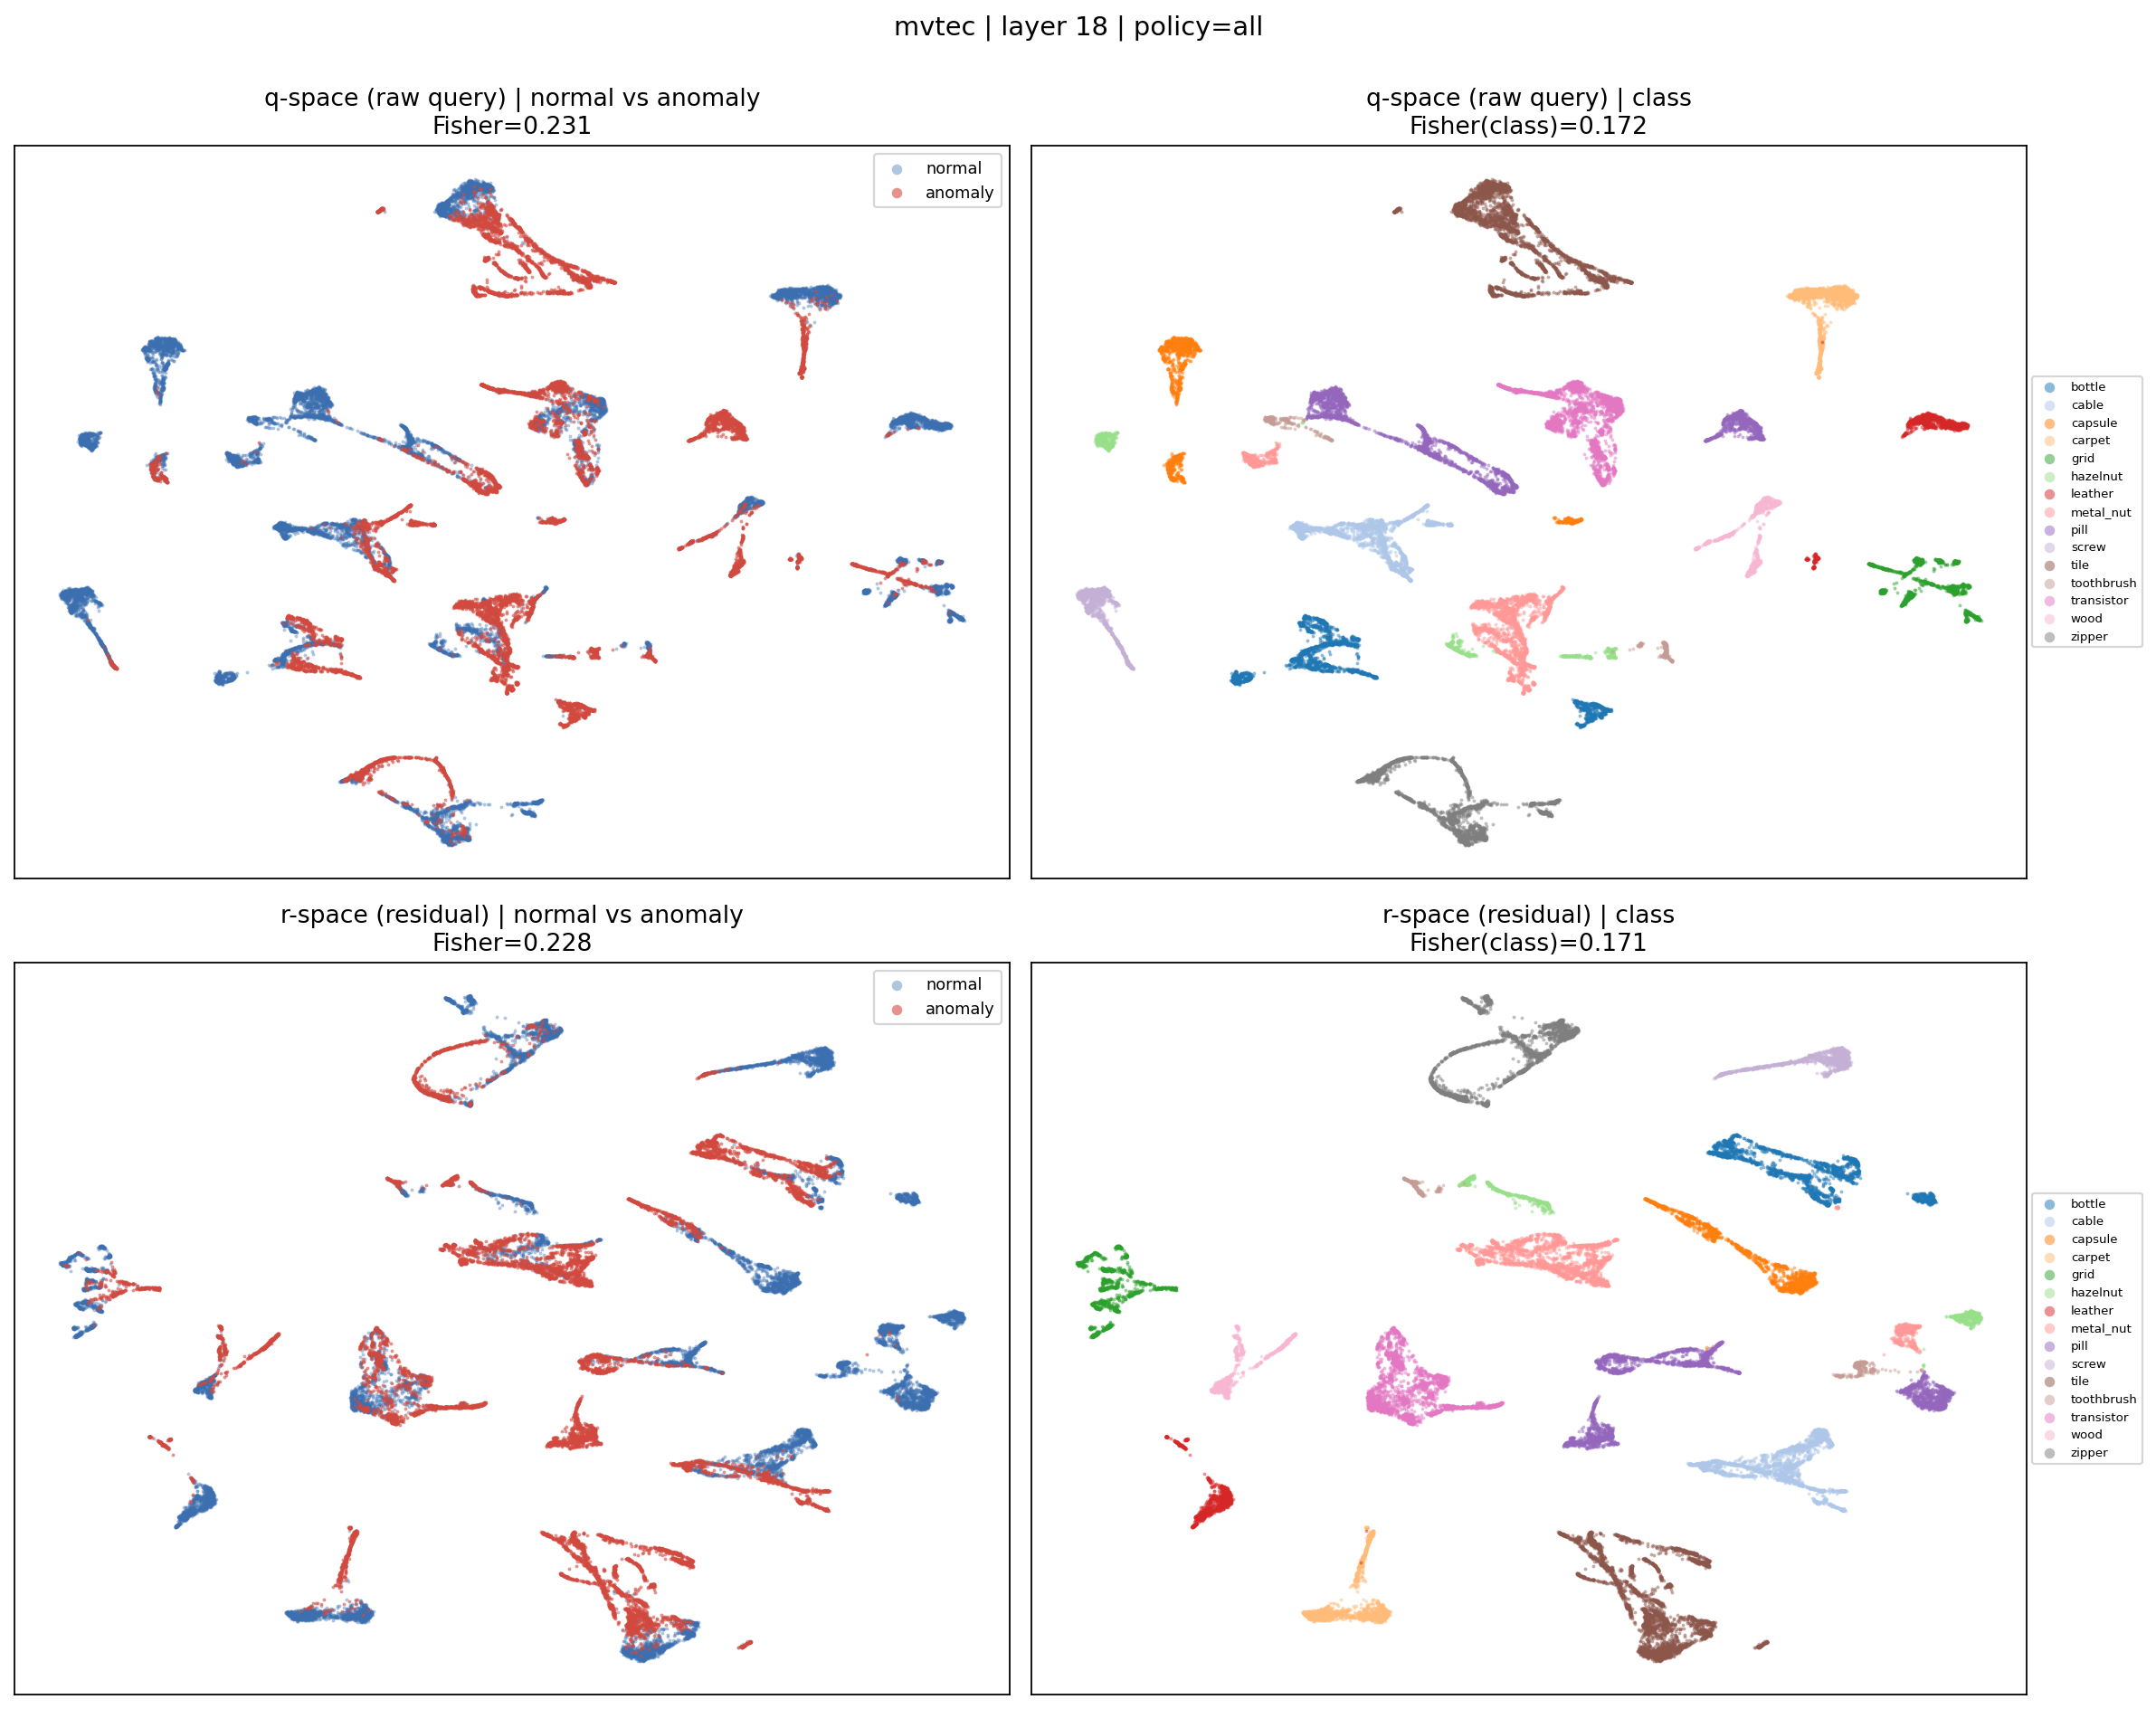 mvtec | layer 18 | policy=all
q-space (raw query) | normal vs anomaly
Fisher=0.231
normal
anomaly
q-space (raw query) | class
Fisher(class)=0.172
bottle
cable
capsule
carpet
grid
hazelnut
leather
metal_nut
pill
screw
tile
toothbrush
transistor
wood
zipper
r-space (residual) | normal vs anomaly
Fisher=0.228
normal
anomaly
r-space (residual) | class
Fisher(class)=0.171
bottle
cable
capsule
carpet
grid
hazelnut
leather
metal_nut
pill
screw
tile
toothbrush
transistor
wood
zipper